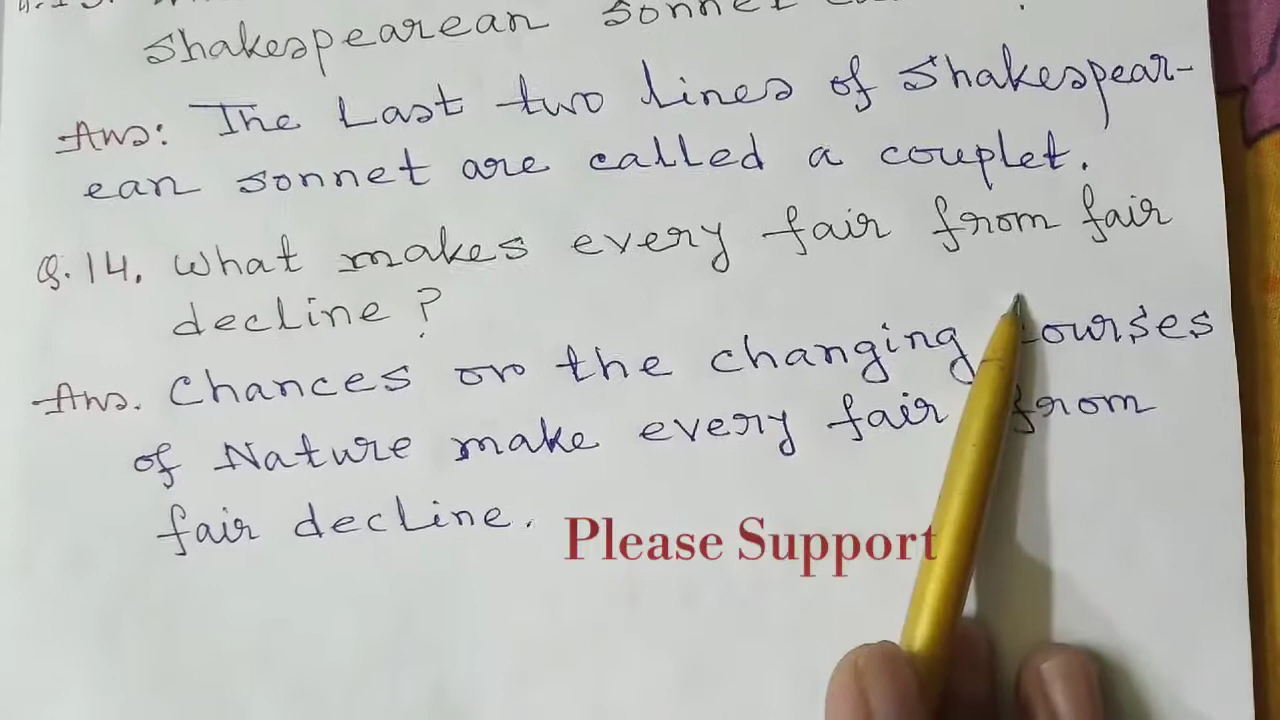 Shakespearean sonnet
Ans: The Last two lines of Shakespear-
ean sonnet are called a couplet.
Q.14. What makes every fair from fair
decline?
Ans. Chances or the changing courses
of Nature make every fair from
fair decline.
Please Support